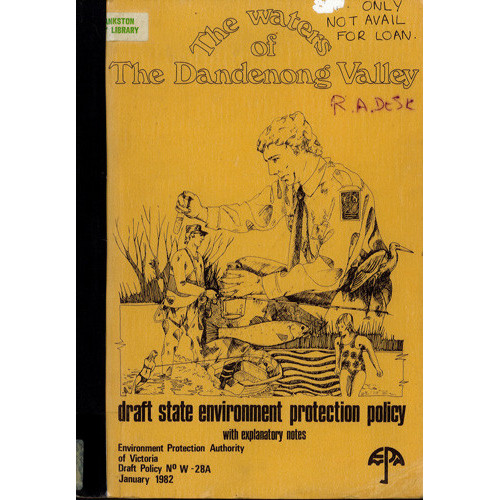 ANKSTON
LIBRARY
ONLY
NOT AVAIL
FOR LOAN.
The waters
of
The Dandenong Valley
R.A. DeSK
draft state environment protection policy
with explanatory notes
Environment Protection Authority
of Victoria
Draft Policy Nº W-28A
January 1982
EPA